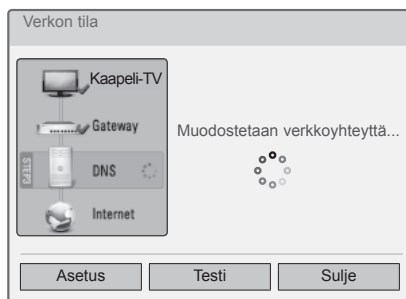 Verkon tila
Kaapeli-TV
Gateway
Muodostetaan verkkoyhteyttä...
STEP3
DNS
Internet
Asetus
Testi
Sulje